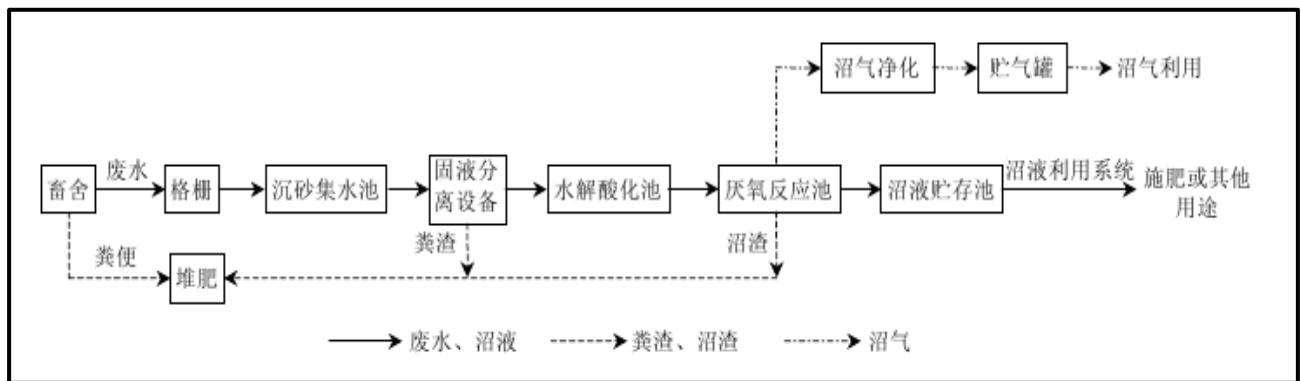 沼气净化
贮气罐
沼气利用
畜舍
废水
格栅
沉砂集水池
固液分
离设备
水解酸化池
厌氧反应池
沼液贮存池
沼液利用系统
施肥或其他
用途
粪便
堆肥
粪渣
沼渣
废水、沼液
粪渣、沼渣
沼气